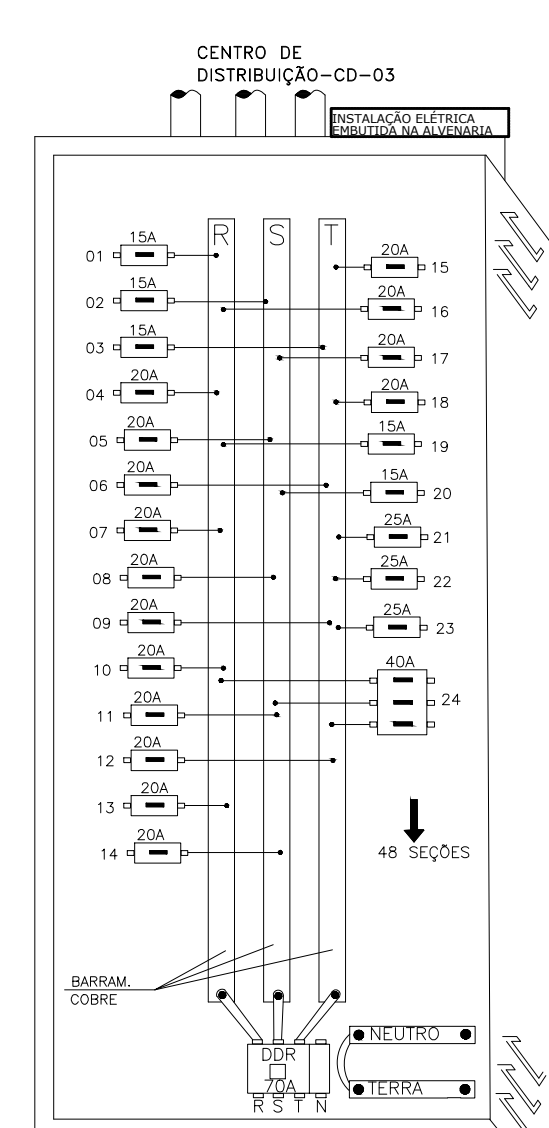 CENTRO DE
DISTRIBUIÇÃO-CD-03
INSTALAÇÃO ELÉTRICA
EMBUTIDA NA ALVENARIA
R S T
15A
01
15A
02
15A
03
20A
04
20A
05
20A
06
20A
07
20A
08
20A
09
20A
10
20A
11
20A
12
20A
13
20A
14
20A
15
20A
16
20A
17
20A
18
15A
19
15A
20
25A
21
25A
22
25A
23
40A
24
48 SEÇÕES
BARRAM.
COBRE
DDR
70A
R S T N
NEUTRO
TERRA